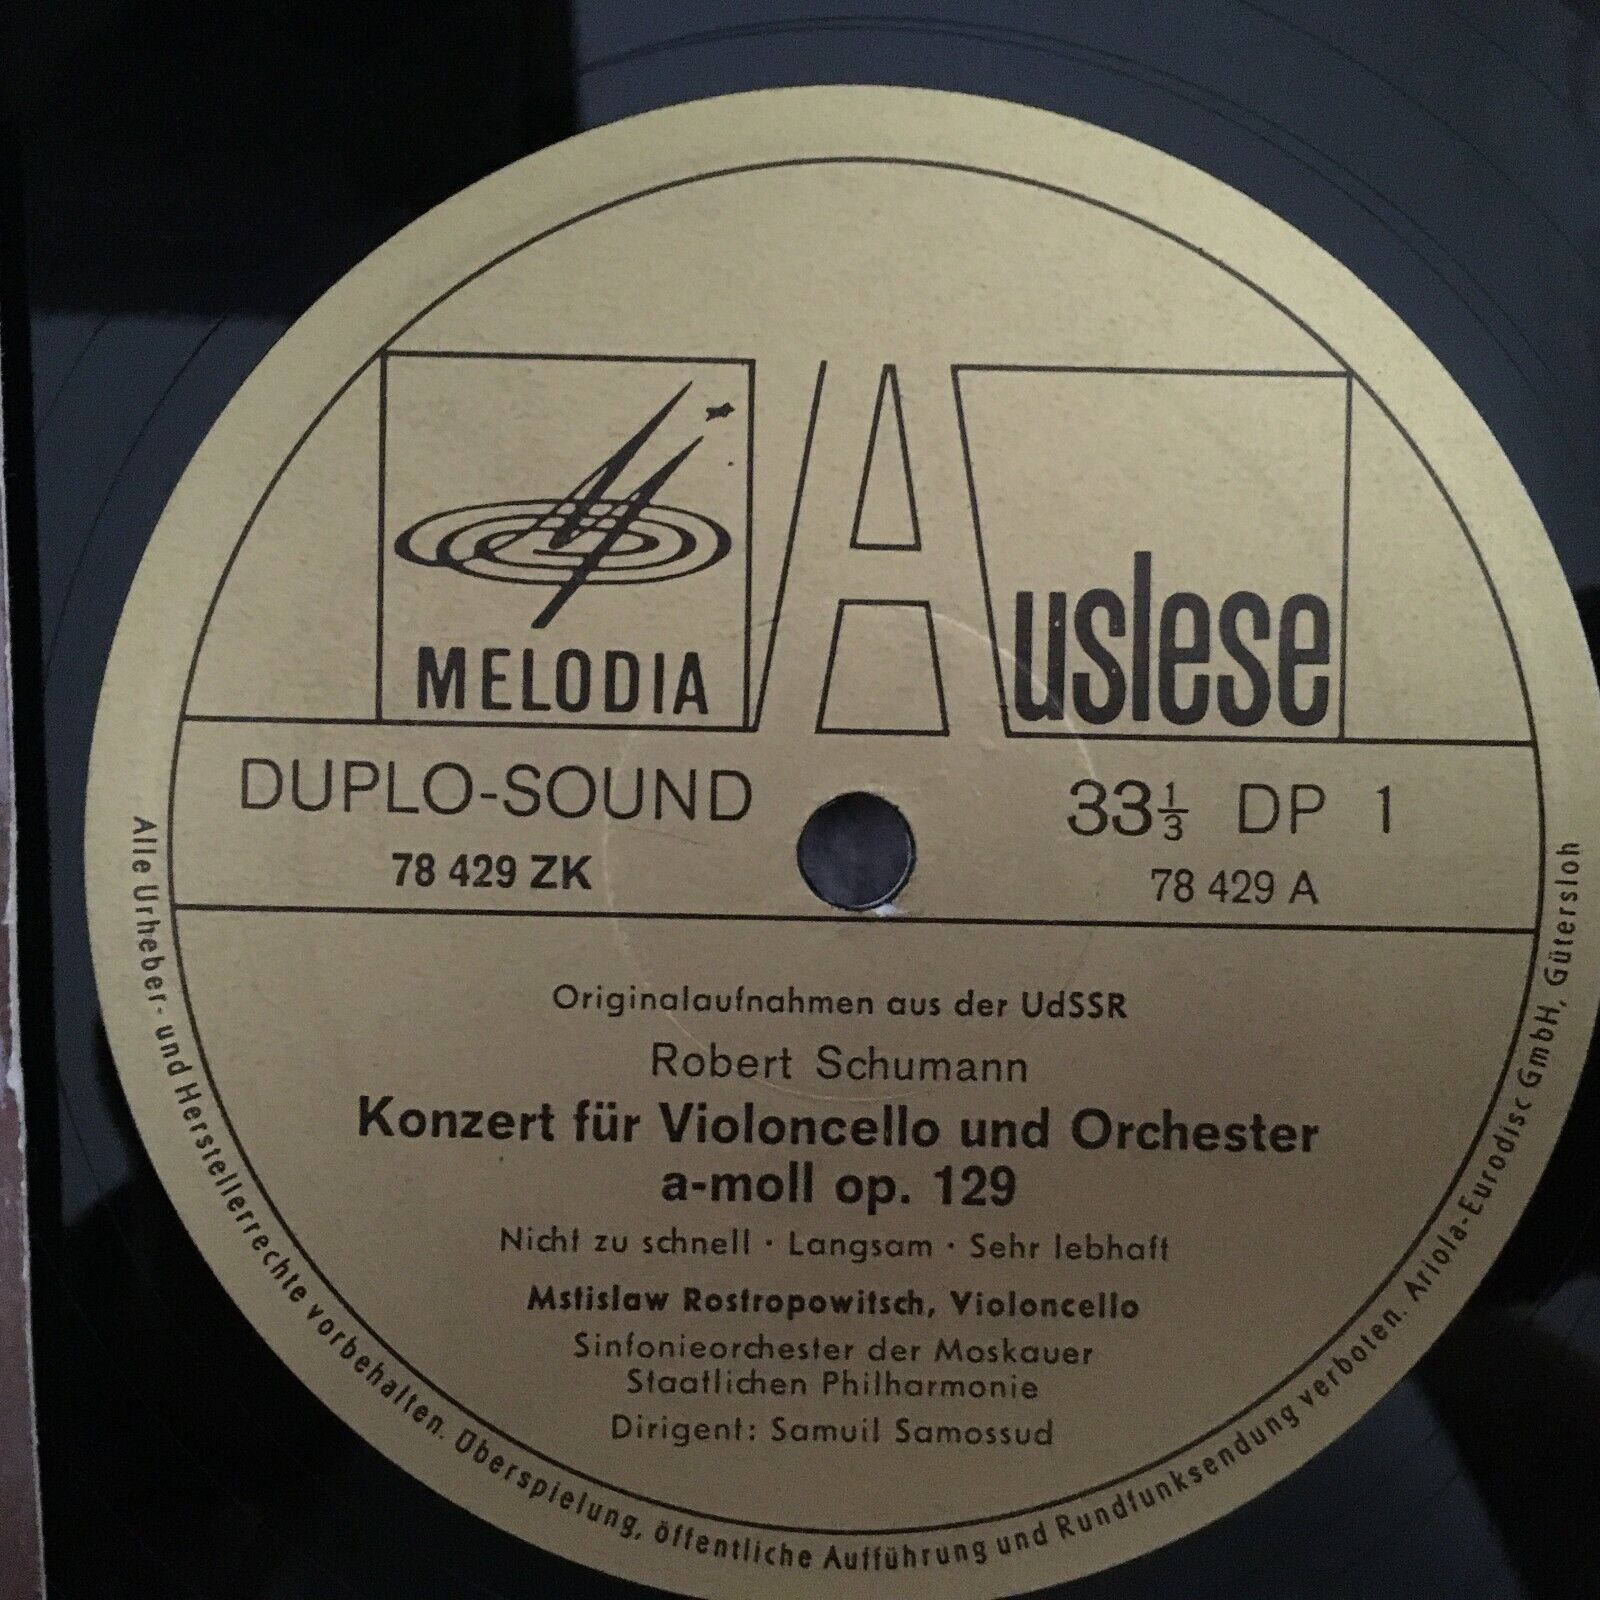 MELODIA
Auslese
DUPLO-SOUND
78 429 ZK
33⅓ DP 1
78 429 A
Originalaufnahmen aus der UdSSR
Robert Schumann
Konzert für Violoncello und Orchester
a-moll op. 129
Nicht zu schnell · Langsam · Sehr lebhaft
Mstislaw Rostropowitsch, Violoncello
Sinfonieorchester der Moskauer
Staatlichen Philharmonie
Dirigent: Samuil Samossud
Alle Urheber- und Herstellerrechte vorbehalten. Überspielung, öffentliche Aufführung und Rundfunksendung verboten. Ariola-Eurodisc GmbH, Gütersloh